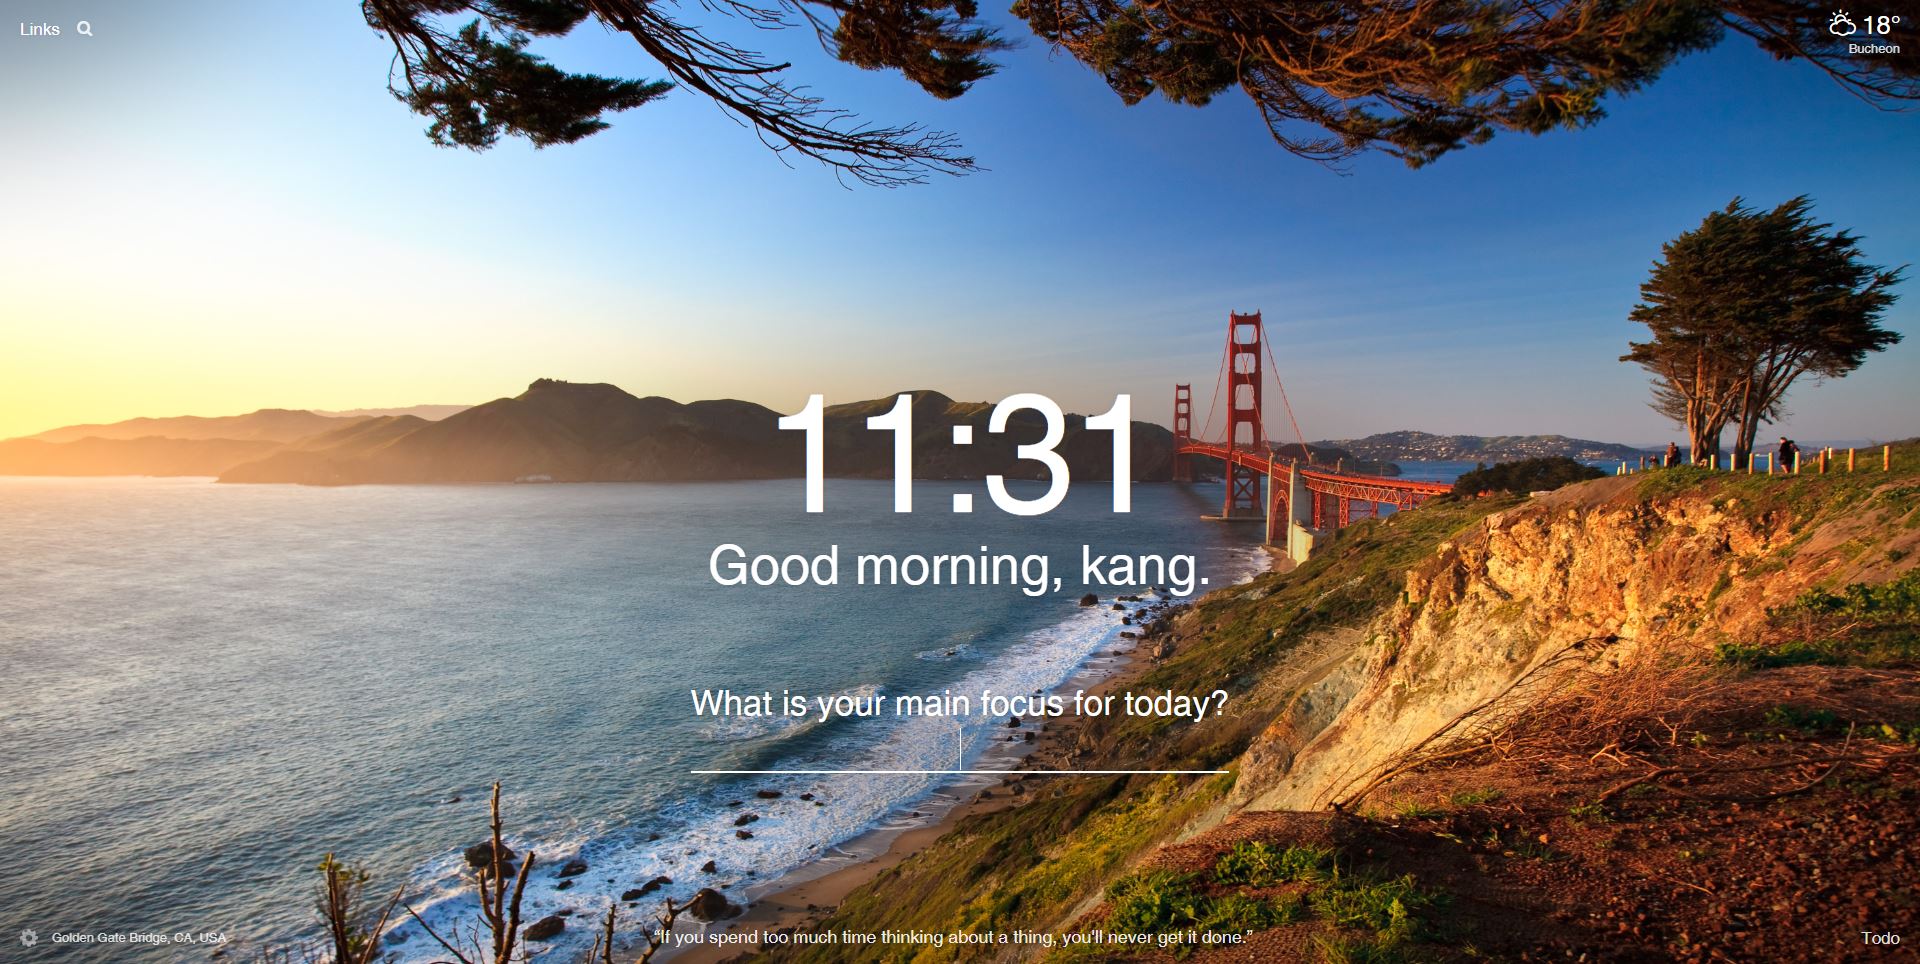 Links
18°
Bucheon
11:31
Good morning, kang.
What is your main focus for today?
Golden Gate Bridge, CA, USA
“If you spend too much time thinking about a thing, you'll never get it done.”
Todo